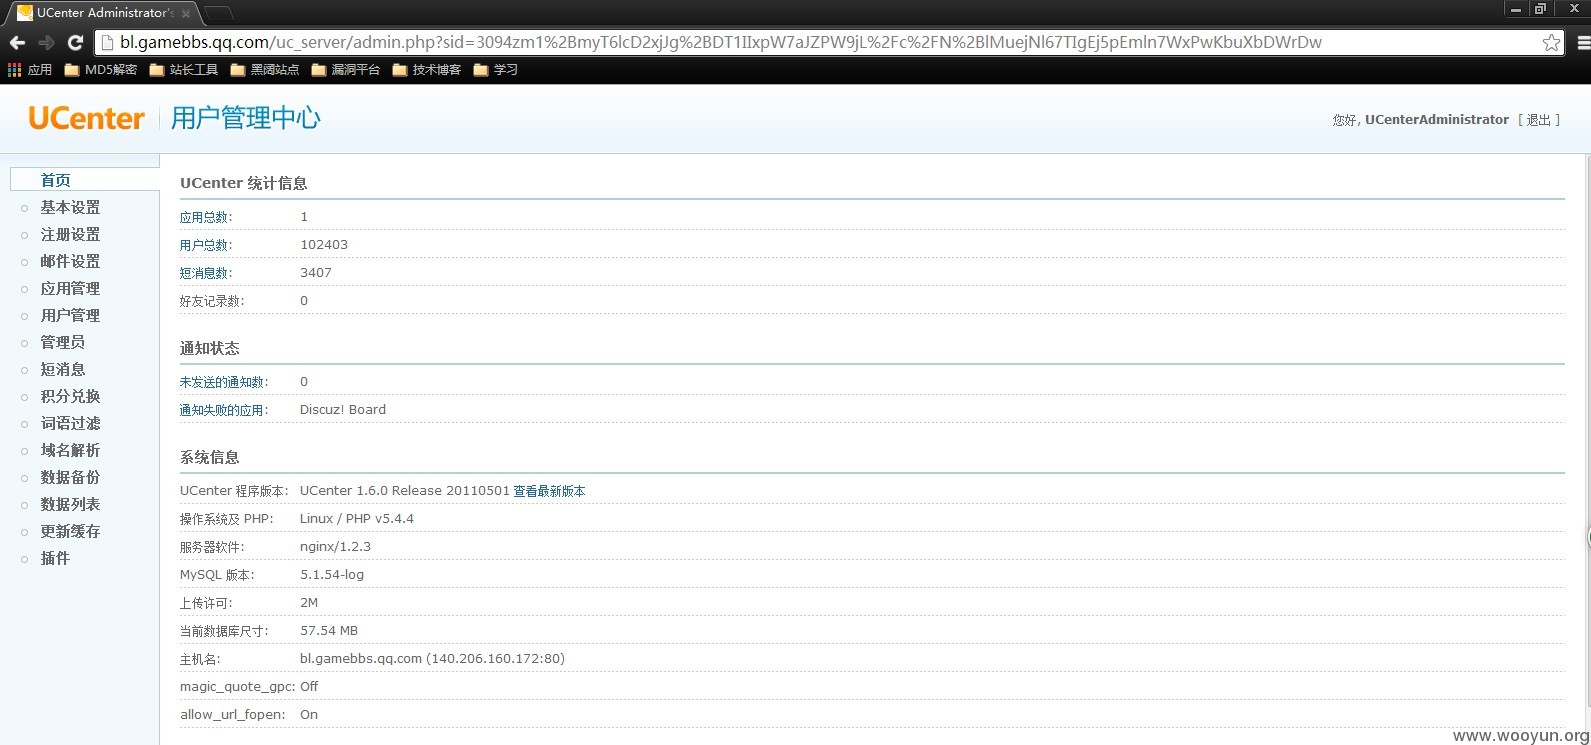 UCenter Administrator's
bl.gamebbs.qq.com/uc_server/admin.php?sid=3094zm1%2BmyT6lcD2xjJg%2BDT1IIxpW7aJZPW9jL%2Fc%2FN%2BlMuejNl67TIgEj5pEmln7WxPwKbuXbDWrDw
应用 MD5解密 站长工具 黑阔站点 漏洞平台 技术博客 学习
UCenter 用户管理中心
您好, UCenterAdministrator [ 退出 ]
首页
基本设置
注册设置
邮件设置
应用管理
用户管理
管理员
短消息
积分兑换
词语过滤
域名解析
数据备份
数据列表
更新缓存
插件
UCenter 统计信息
应用总数: 1
用户总数: 102403
短消息数: 3407
好友记录数: 0
通知状态
未发送的通知数: 0
通知失败的应用: Discuz! Board
系统信息
UCenter 程序版本: UCenter 1.6.0 Release 20110501 查看最新版本
操作系统及 PHP: Linux / PHP v5.4.4
服务器软件: nginx/1.2.3
MySQL 版本: 5.1.54-log
上传许可: 2M
当前数据库尺寸: 57.54 MB
主机名: bl.gamebbs.qq.com (140.206.160.172:80)
magic_quote_gpc: Off
allow_url_fopen: On
www.wooyun.org